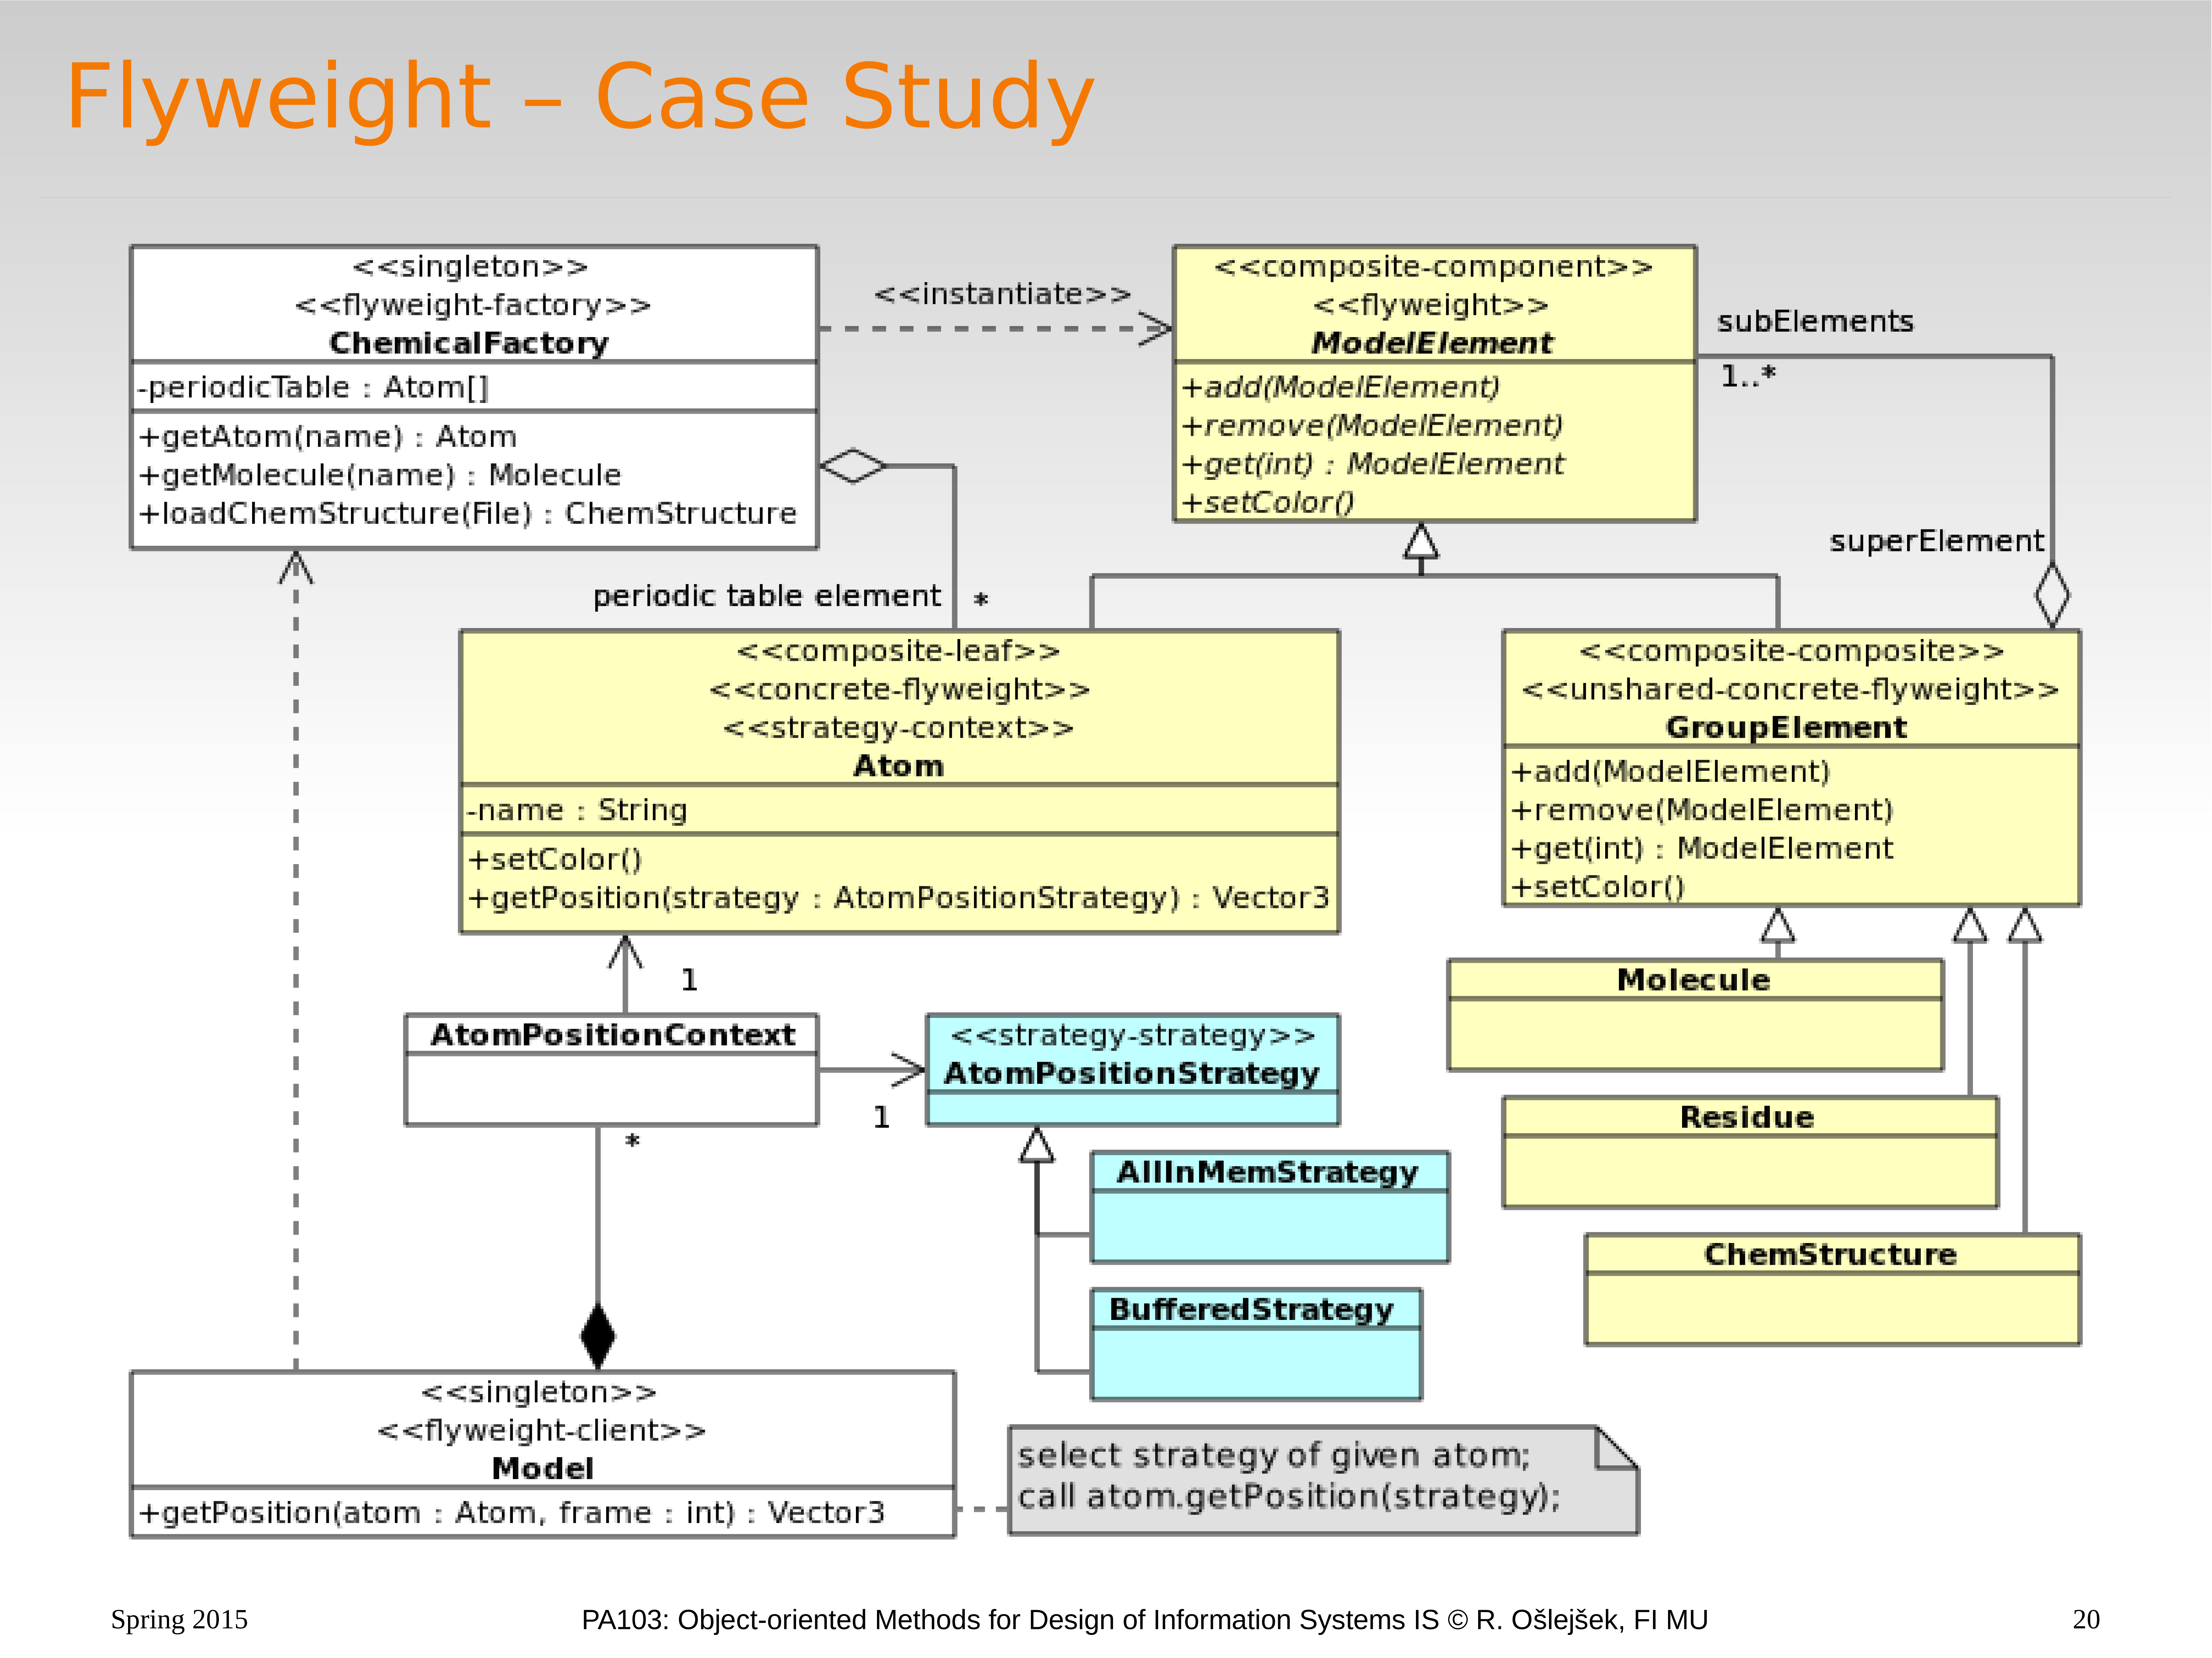 Flyweight – Case Study
<<singleton>>
<<flyweight-factory>>
ChemicalFactory
-periodicTable : Atom[]
+getAtom(name) : Atom
+getMolecule(name) : Molecule
+loadChemStructure(File) : ChemStructure
<<instantiate>>
<<composite-component>>
<<flyweight>>
ModelElement
+add(ModelElement)
+remove(ModelElement)
+get(int) : ModelElement
+setColor()
subElements
1..*
superElement
periodic table element
*
<<composite-leaf>>
<<concrete-flyweight>>
<<strategy-context>>
Atom
-name : String
+setColor()
+getPosition(strategy : AtomPositionStrategy) : Vector3
<<composite-composite>>
<<unshared-concrete-flyweight>>
GroupElement
+add(ModelElement)
+remove(ModelElement)
+get(int) : ModelElement
+setColor()
1
AtomPositionContext
1
*
<<strategy-strategy>>
AtomPositionStrategy
AllInMemStrategy
BufferedStrategy
Molecule
Residue
ChemStructure
<<singleton>>
<<flyweight-client>>
Model
+getPosition(atom : Atom, frame : int) : Vector3
select strategy of given atom;
call atom.getPosition(strategy);
Spring 2015
PA103: Object-oriented Methods for Design of Information Systems IS © R. Ošlejšek, FI MU
20